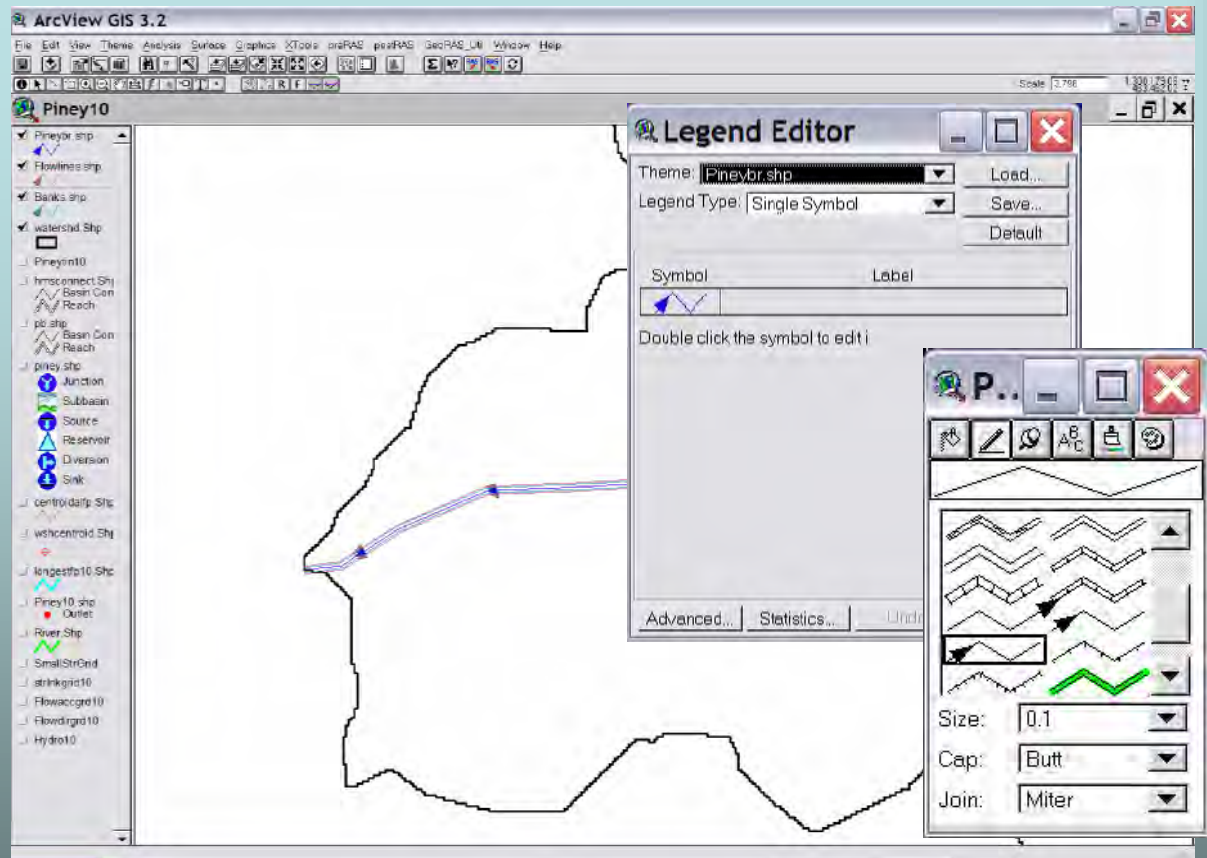 ArcView GIS 3.2
File Edit View Theme Analysis Surface Graphics XTools preRAS postRAS GeoRAS_Util Window Help
Scale
Piney10
Pineybr.shp
Flowlines.shp
Banks.shp
watershd.Shp
Pineytin10
hmsconnect.Shp
Basin Con
Reach
pb.shp
Basin Con
Reach
piney.shp
Junction
Subbasin
Source
Reservoir
Diversion
Sink
centroidalfp.Shp
wshcentroid.Shp
longestfp10.Shp
Piney10.shp
Outlet
River.Shp
SmallStrGrid
strlnkgrid10
Flowaccgrd10
Flowdirgrd10
Hydro10
Legend Editor
Theme: Pineybr.shp
Load...
Legend Type: Single Symbol
Save...
Default
Symbol Label
Double click the symbol to edit i
Advanced... Statistics... Undo
P...
Size: 0.1
Cap: Butt
Join: Miter